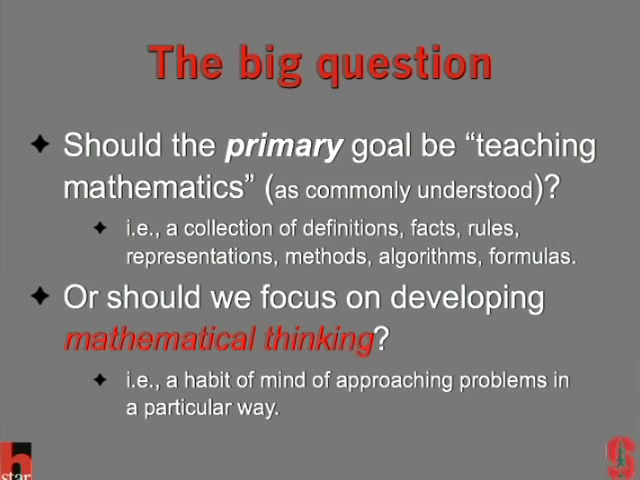 The big question
Should the primary goal be “teaching
mathematics” (as commonly understood)?
i.e., a collection of definitions, facts, rules,
representations, methods, algorithms, formulas.
Or should we focus on developing
mathematical thinking?
i.e., a habit of mind of approaching problems in
a particular way.
h
star
S